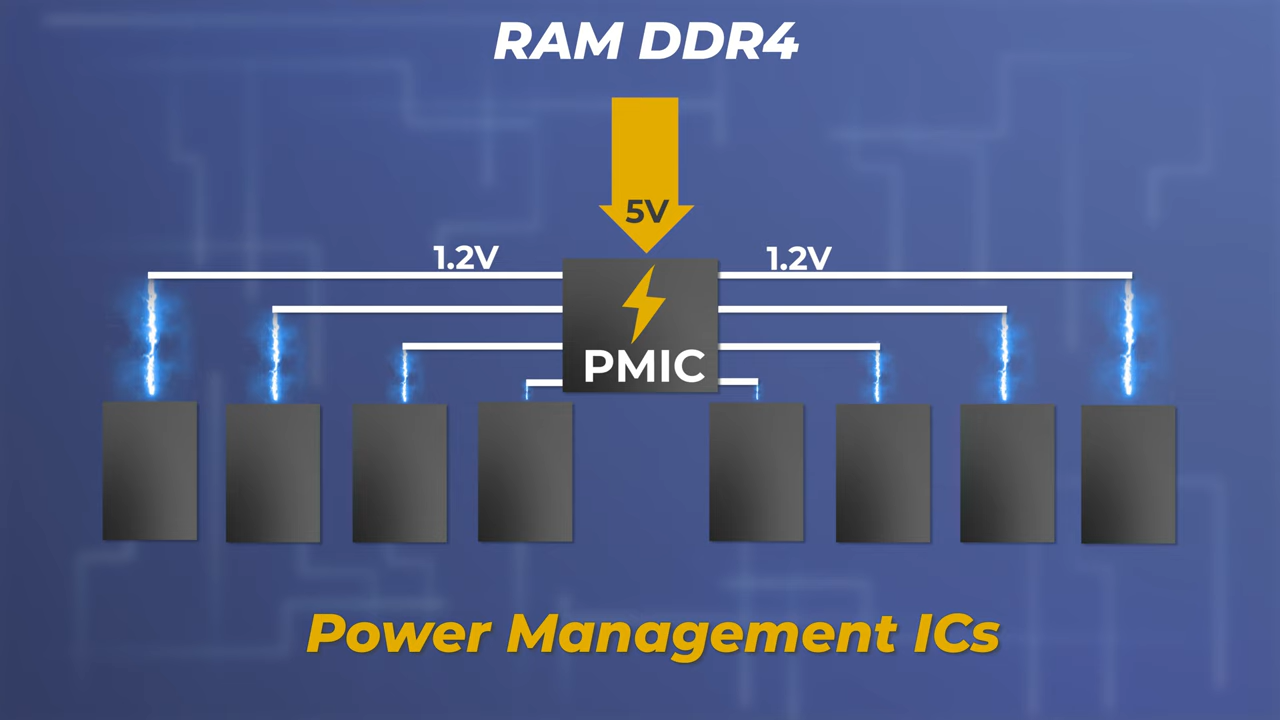 RAM DDR4
5V
1.2V
1.2V
PMIC
Power Management ICs